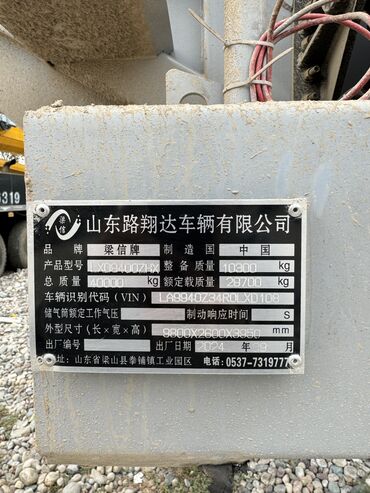 梁信
山东路翔达车辆有限公司
品 牌 梁信牌 制 造 国 中 国
产品型号 LXD9400ZHX 整 备 质 量 10300 kg
总 质 量 40000 kg 额定载质量 29700 kg
车辆识别代码（VIN） LA9940Z34R0LXD108
储气筒额定工作气压 制动响应时间 S
外型尺寸（长×宽×高） 9800X2600X3350 mm
出厂编号 出厂日期 2024 年 3 月
地址：山东省梁山县拳铺镇工业园区 电话：0537-7319777
6319